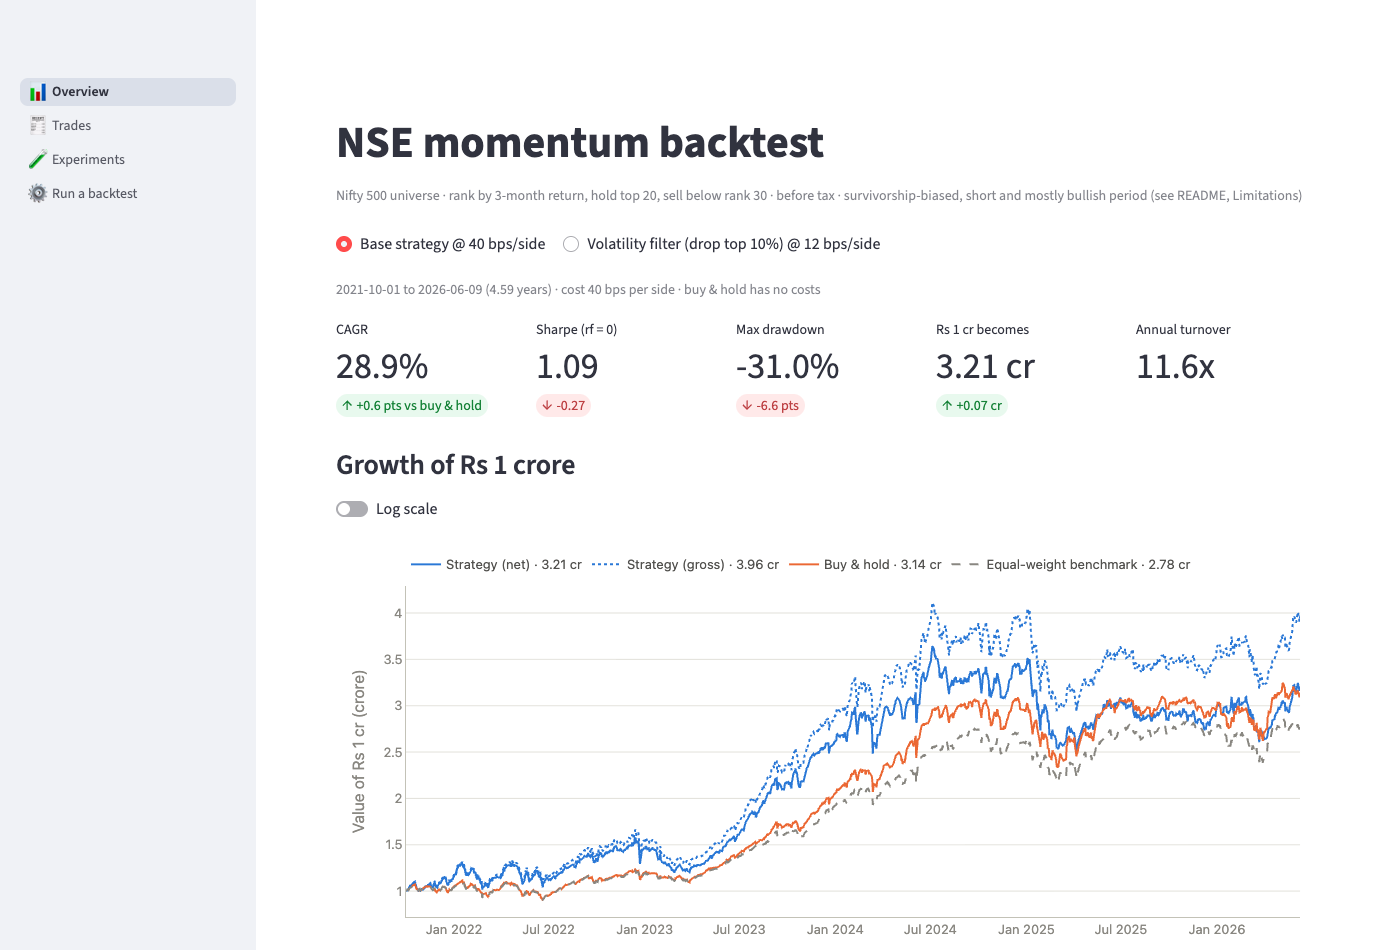 Overview
Trades
Experiments
Run a backtest
NSE momentum backtest
Nifty 500 universe · rank by 3-month return, hold top 20, sell below rank 30 · before tax · survivorship-biased, short and mostly bullish period (see README, Limitations)
Base strategy @ 40 bps/side Volatility filter (drop top 10%) @ 12 bps/side
2021-10-01 to 2026-06-09 (4.59 years) · cost 40 bps per side · buy & hold has no costs
CAGR Sharpe (rf = 0) Max drawdown Rs 1 cr becomes Annual turnover
28.9% 1.09 -31.0% 3.21 cr 11.6x
↑ +0.6 pts vs buy & hold ↓ -0.27 ↓ -6.6 pts ↑ +0.07 cr
Growth of Rs 1 crore
Log scale
Strategy (net) · 3.21 cr Strategy (gross) · 3.96 cr Buy & hold · 3.14 cr Equal-weight benchmark · 2.78 cr
Value of Rs 1 cr (crore)
4
3.5
3
2.5
2
1.5
1
Jan 2022 Jul 2022 Jan 2023 Jul 2023 Jan 2024 Jul 2024 Jan 2025 Jul 2025 Jan 2026